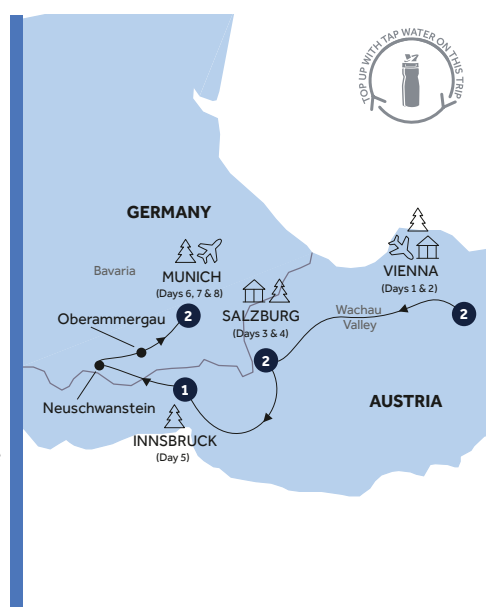 TOP UP WITH TAP WATER ON THIS TRIP
GERMANY
Bavaria
MUNICH
(Days 6, 7 & 8)
2
Oberammergau
Neuschwanstein
1
INNSBRUCK
(Day 5)
SALZBURG
(Days 3 & 4)
2
Wachau
Valley
VIENNA
(Days 1 & 2)
2
AUSTRIA